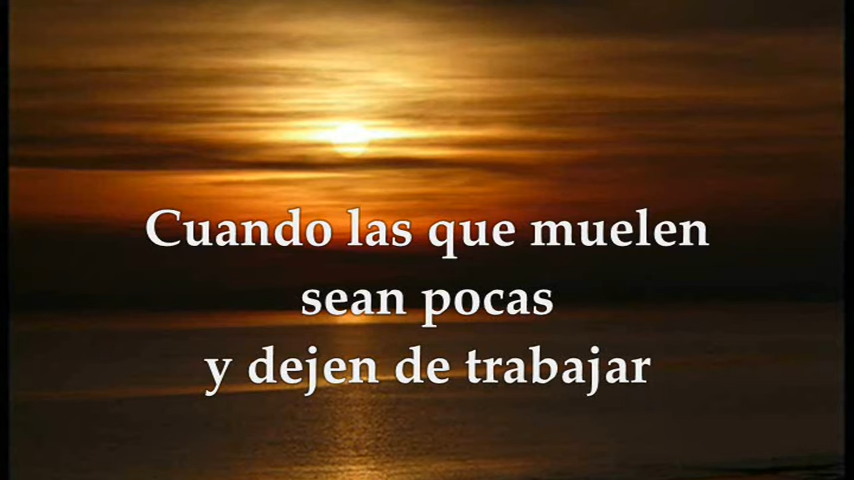 Cuando las que muelen
sean pocas
y dejen de trabajar